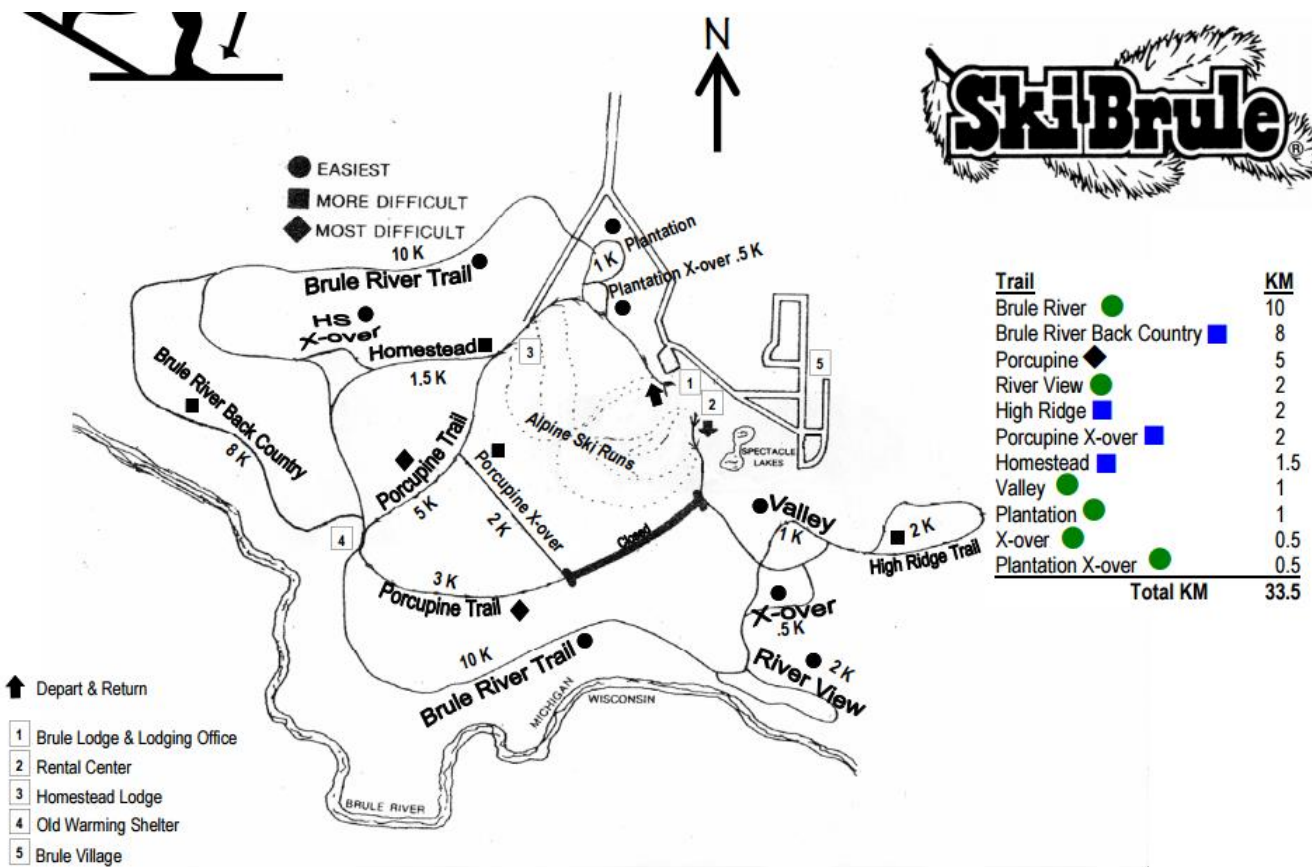 N
SkiBrule
®
EASIEST
MORE DIFFICULT
MOST DIFFICULT
10 K
Brule River Trail
1 K
Plantation
Plantation X-over .5 K
HS
X-over
Homestead
1.5 K
3
1
2
5
Brule River Back Country
8 K
Porcupine Trail
5 K
Alpine Ski Runs
SPECTACLE
LAKES
Porcupine X-over
2 K
Closed
Valley
1 K
2 K
High Ridge Trail
4
3 K
Porcupine Trail
X-over
.5 K
10 K
Brule River Trail
2 K
River View
MICHIGAN
WISCONSIN
BRULE RIVER
Trail KM
Brule River 10
Brule River Back Country 8
Porcupine 5
River View 2
High Ridge 2
Porcupine X-over 2
Homestead 1.5
Valley 1
Plantation 1
X-over 0.5
Plantation X-over 0.5
Total KM 33.5
Depart & Return
1 Brule Lodge & Lodging Office
2 Rental Center
3 Homestead Lodge
4 Old Warming Shelter
5 Brule Village